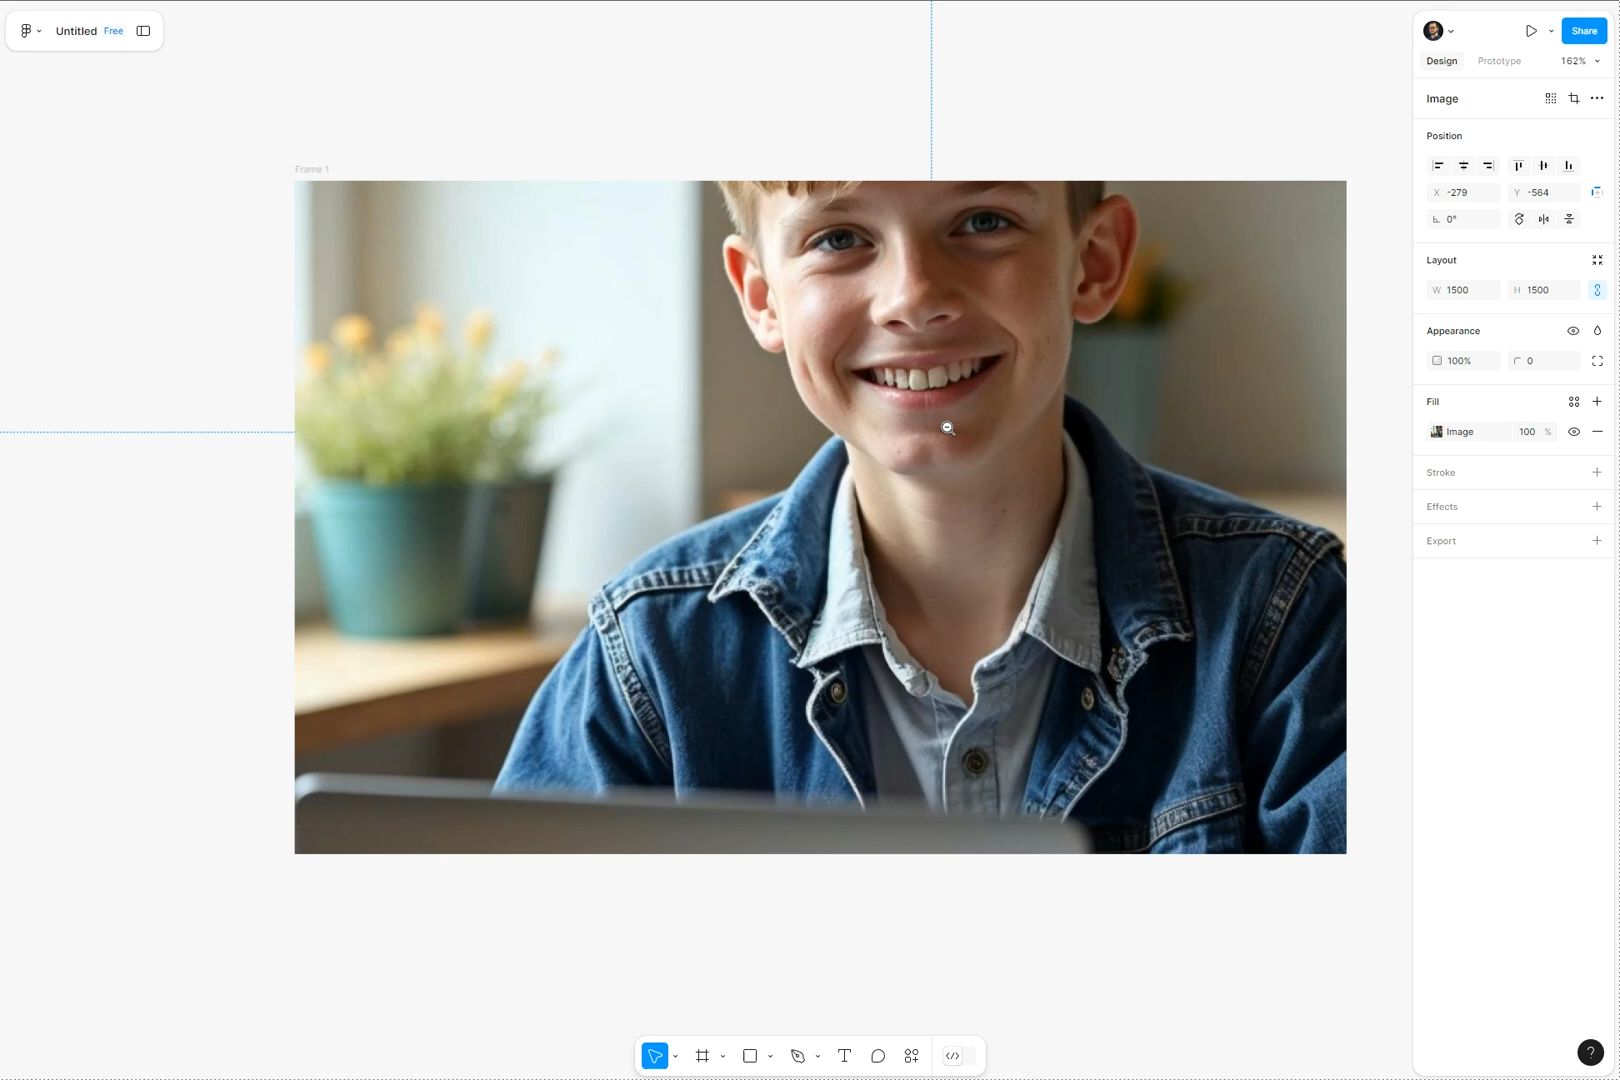 Untitled Free
Share
Design Prototype 162%
Image
Position
Frame 1
X -279 Y -564
0°
Layout
W 1500 H 1500
Appearance
100% 0
Fill
Image 100 %
Stroke
Effects
Export
?